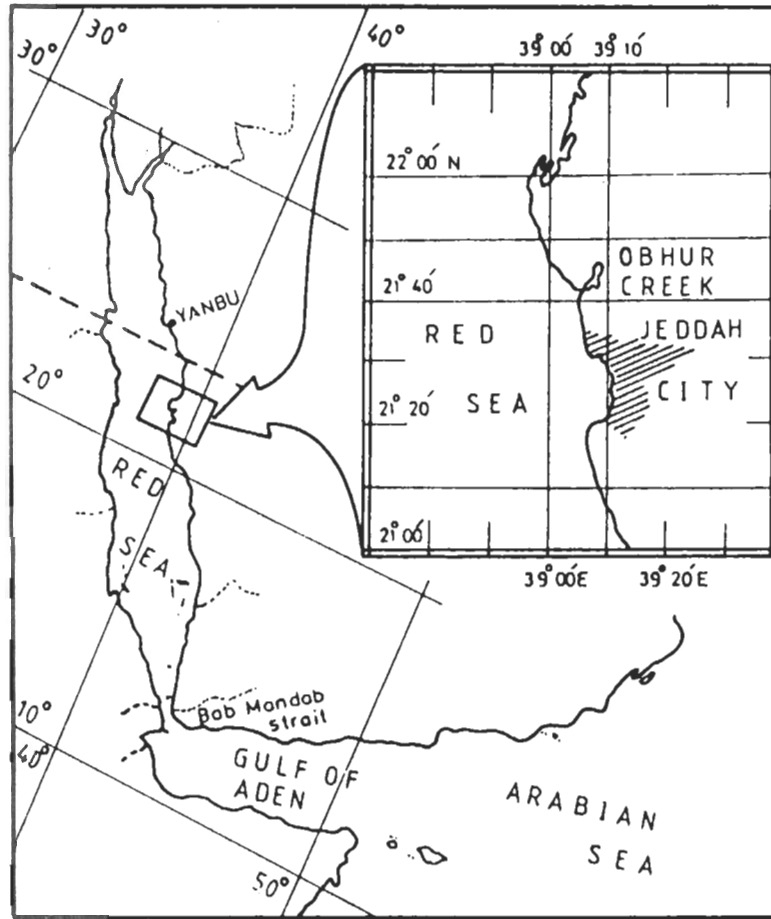 30°
30°
40°
39° 00′ 39° 10′
22° 00′ N
OBHUR
CREEK
21° 40′
RED
JEDDAH
SEA
CITY
21° 20′
21° 00′
39° 00′E 39° 20′E
YANBU
20°
RED
SEA
Bab Mandab
strait
10°
40°
GULF OF
ADEN
ARABIAN
SEA
50°